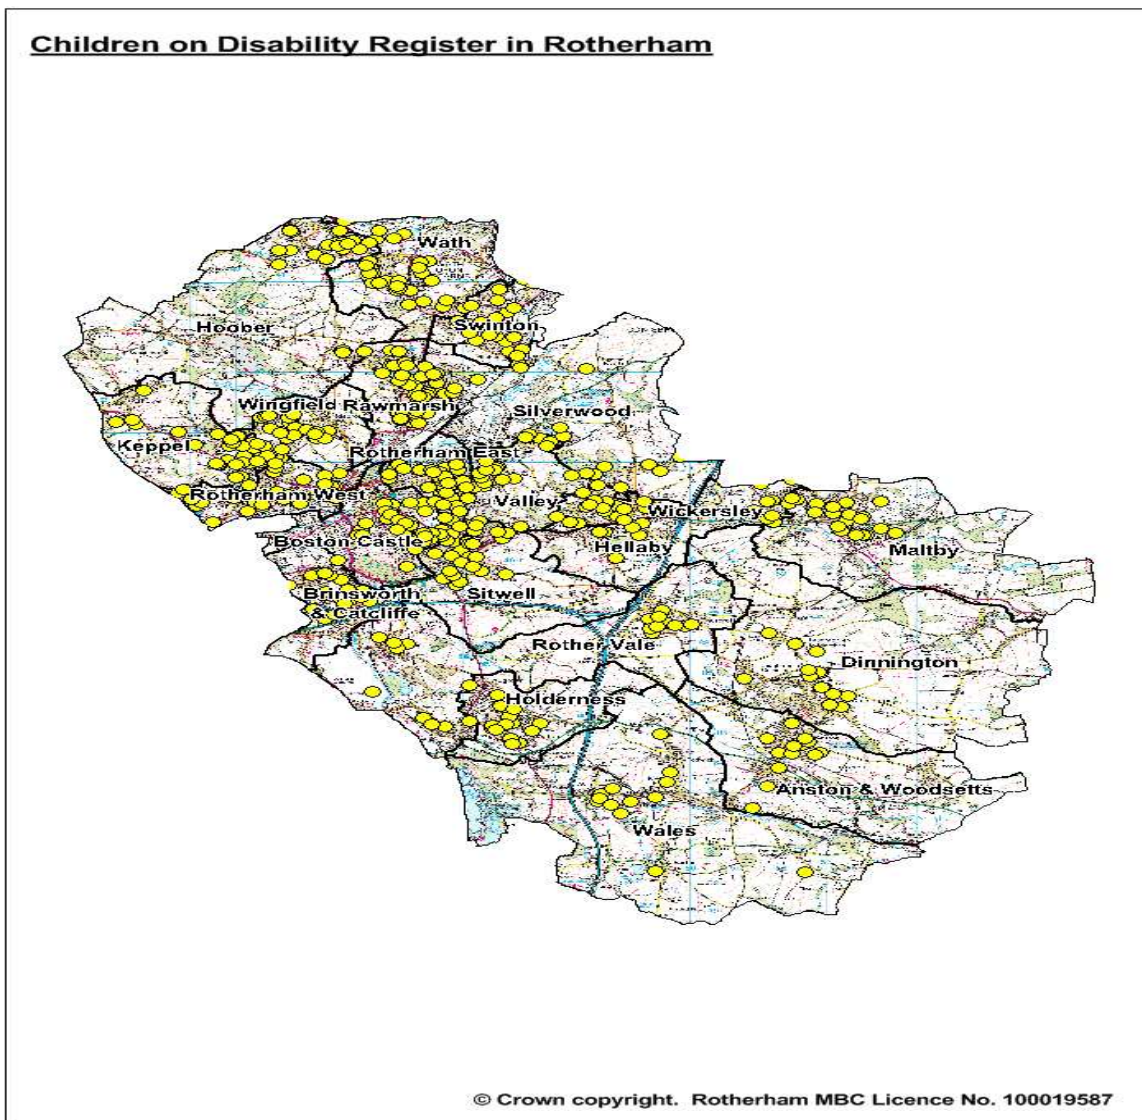 Children on Disability Register in Rotherham
Wath
Hoober
Swinton
Wingfield
Rawmarsh
Silverwood
Keppel
Rotherham East
Rotherham West
Valley
Wickersley
Boston Castle
Hellaby
Maltby
Brinsworth
& Catcliffe
Sitwell
Rother Vale
Dinnington
Holderness
Anston & Woodsetts
Wales
© Crown copyright. Rotherham MBC Licence No. 100019587